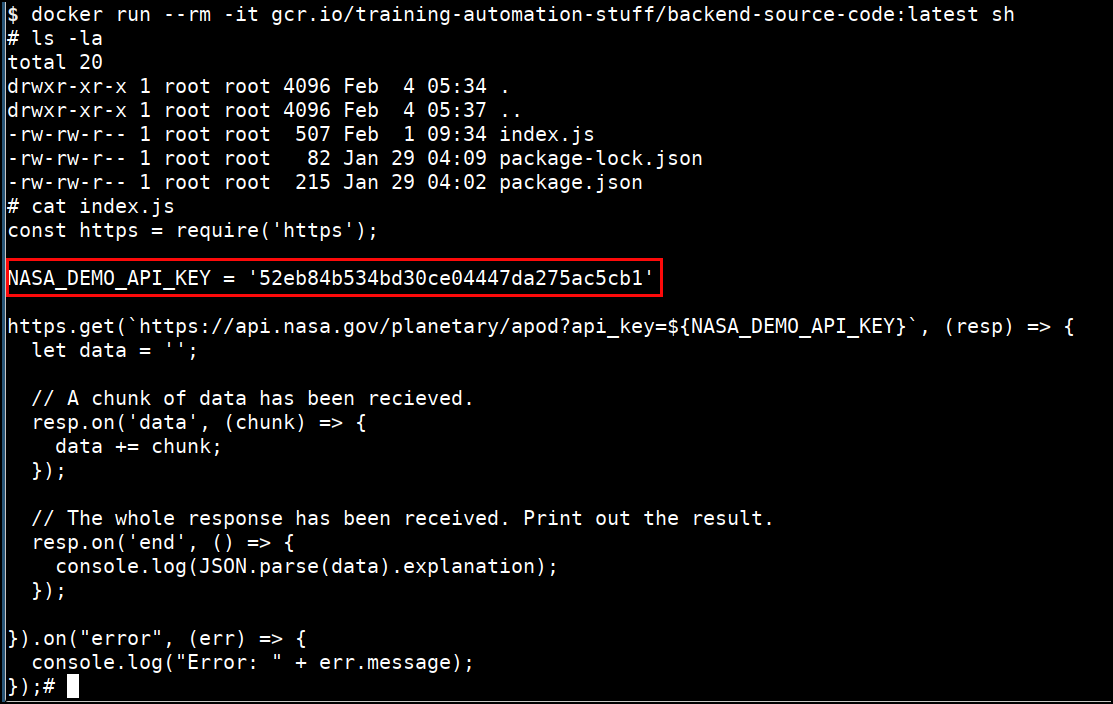 $ docker run --rm -it gcr.io/training-automation-stuff/backend-source-code:latest sh
# ls -la
total 20
drwxr-xr-x 1 root root 4096 Feb  4 05:34 .
drwxr-xr-x 1 root root 4096 Feb  4 05:37 ..
-rw-rw-r-- 1 root root  507 Feb  1 09:34 index.js
-rw-rw-r-- 1 root root   82 Jan 29 04:09 package-lock.json
-rw-rw-r-- 1 root root  215 Jan 29 04:02 package.json
# cat index.js
const https = require('https');

NASA_DEMO_API_KEY = '52eb84b534bd30ce04447da275ac5cb1'

https.get(`https://api.nasa.gov/planetary/apod?api_key=${NASA_DEMO_API_KEY}`, (resp) => {
  let data = '';

  // A chunk of data has been recieved.
  resp.on('data', (chunk) => {
    data += chunk;
  });

  // The whole response has been received. Print out the result.
  resp.on('end', () => {
    console.log(JSON.parse(data).explanation);
  });

}).on("error", (err) => {
  console.log("Error: " + err.message);
});#